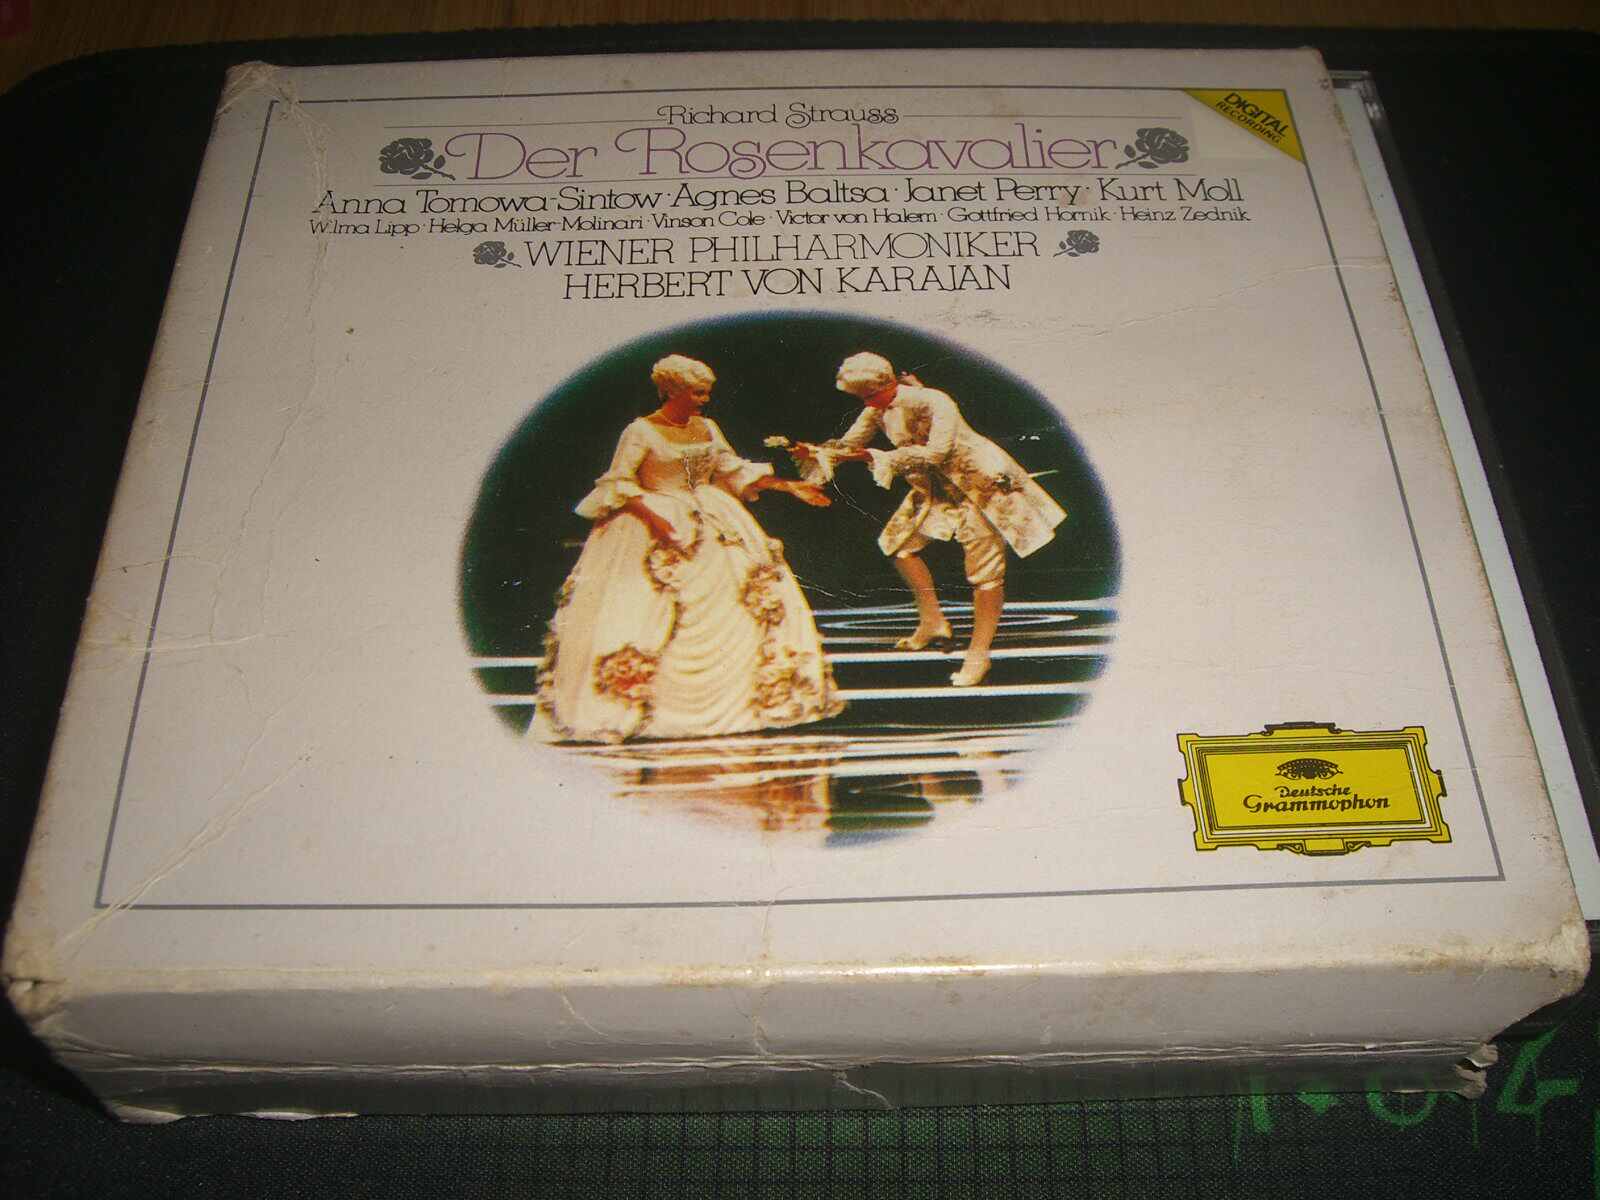 DIGITAL
RECORDING
Richard Strauss
Der Rosenkavalier
Anna Tomowa-Sintow · Agnes Baltsa · Janet Perry · Kurt Moll
Wilma Lipp · Helga Müller-Molinari · Vinson Cole · Victor von Halem · Gottfried Hornik · Heinz Zednik
WIENER PHILHARMONIKER
HERBERT VON KARAJAN
Deutsche
Grammophon